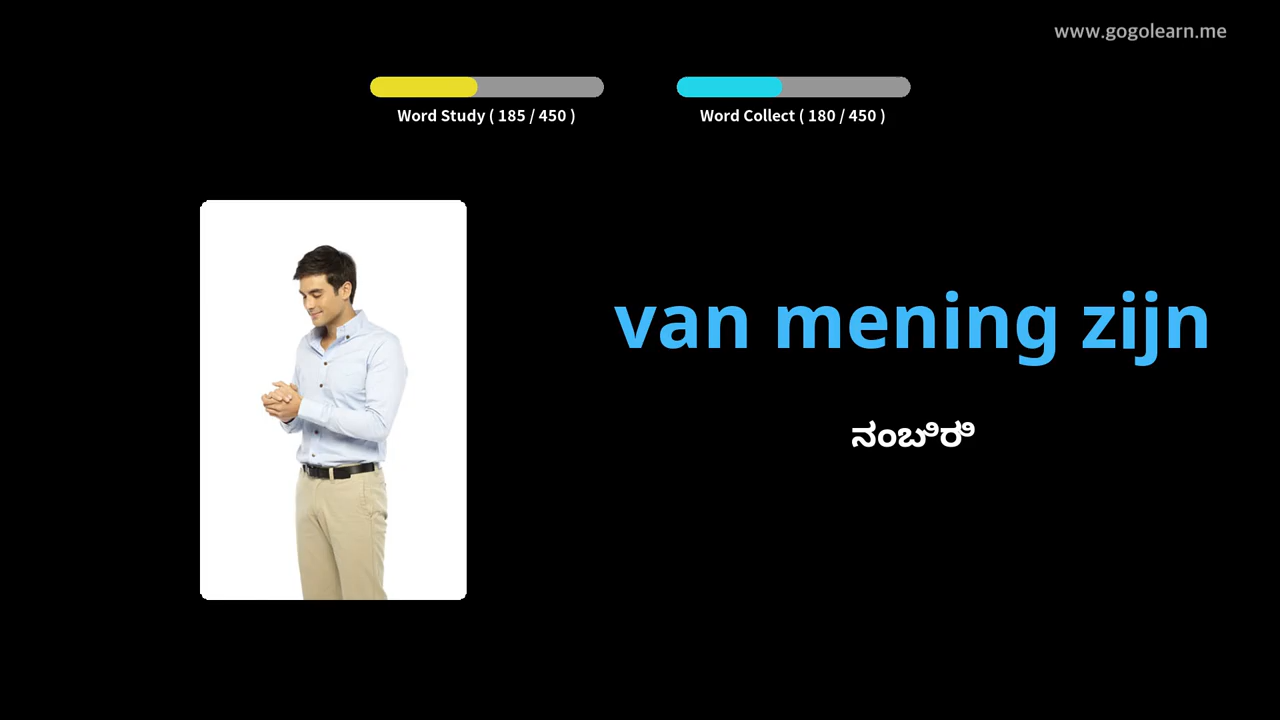 www.gogolearn.me
Word Study ( 185 / 450 )
Word Collect ( 180 / 450 )
van mening zijn
ನಂಬಿರಿ